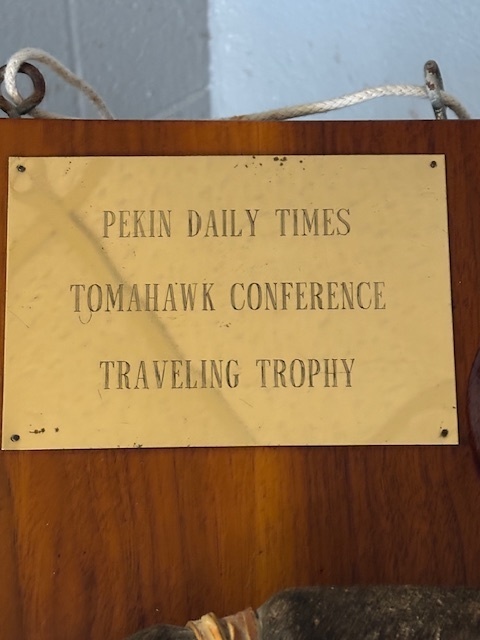 PEKIN DAILY TIMES
TOMAHAWK CONFERENCE
TRAVELING TROPHY